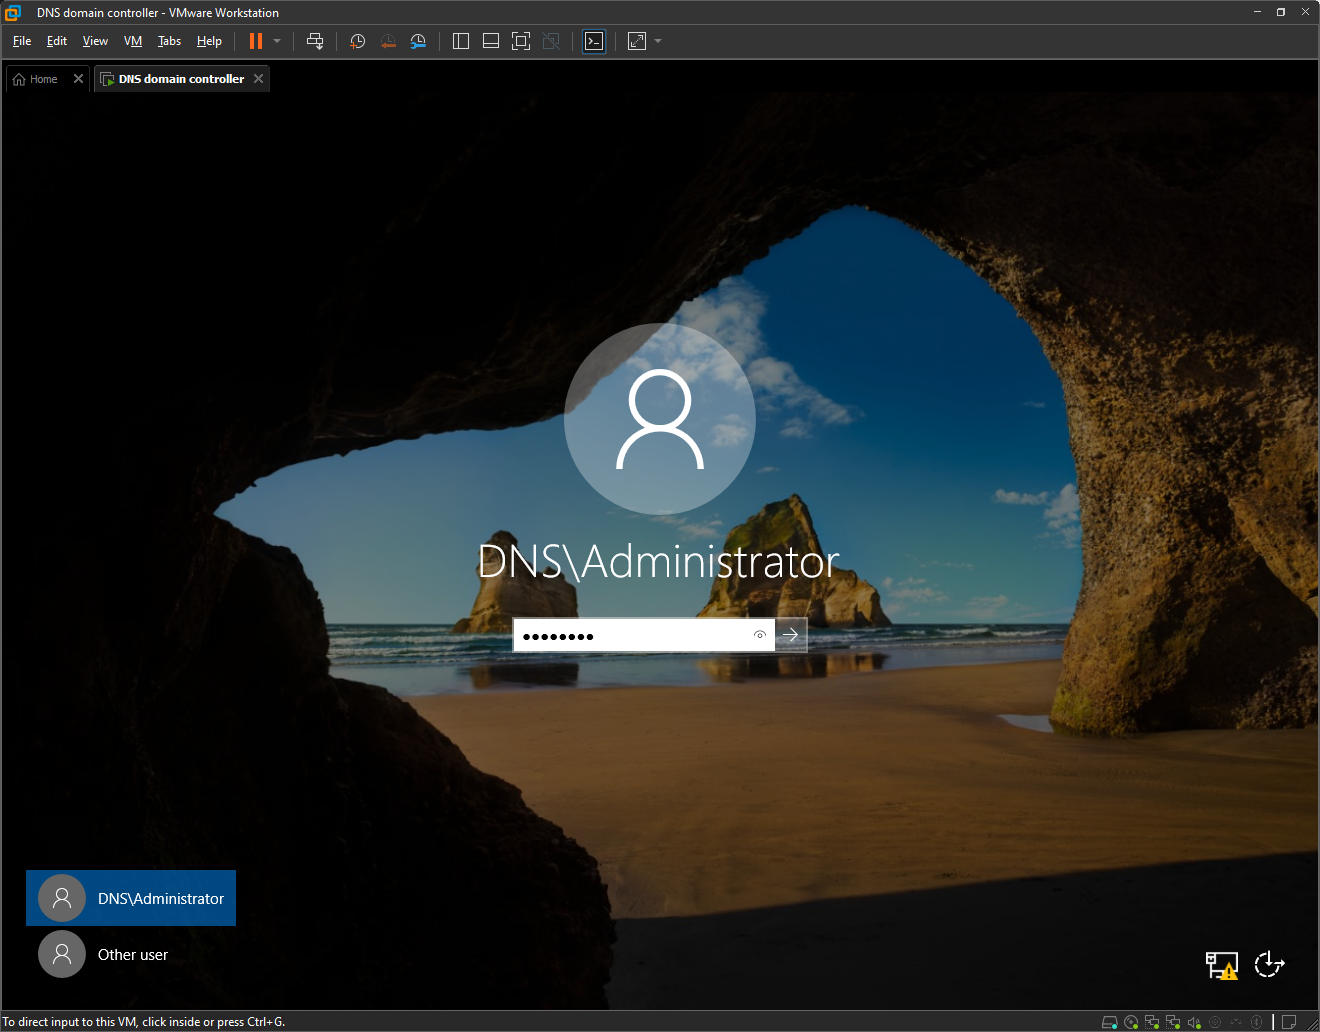 DNS domain controller - VMware Workstation
File Edit View VM Tabs Help
Home DNS domain controller
DNS\Administrator
DNS\Administrator
Other user
To direct input to this VM, click inside or press Ctrl+G.